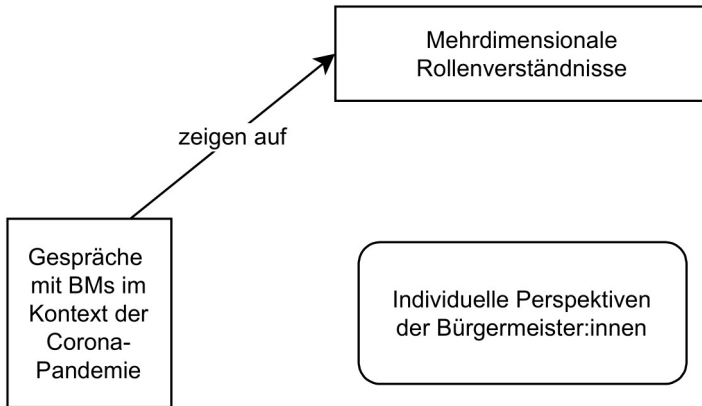 Mehrdimensionale
Rollenverständnisse
zeigen auf
Gespräche
mit BMs im
Kontext der
Corona-
Pandemie
Individuelle Perspektiven
der Bürgermeister:innen